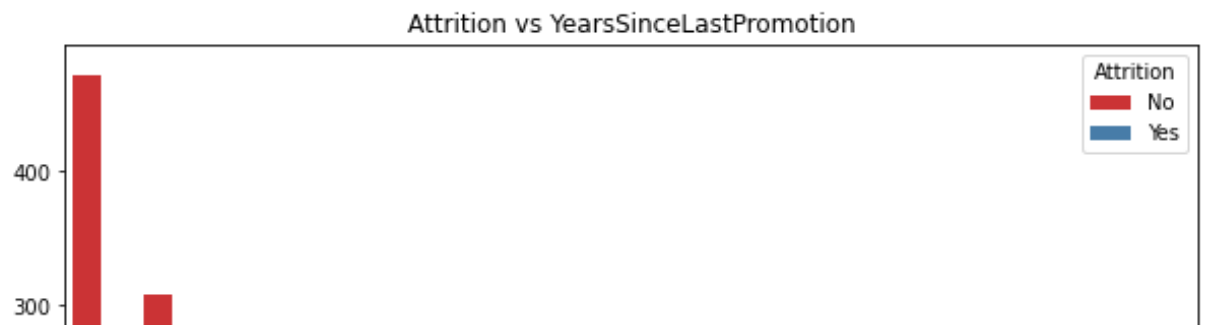 Attrition vs YearsSinceLastPromotion
Attrition
No
Yes
400
300